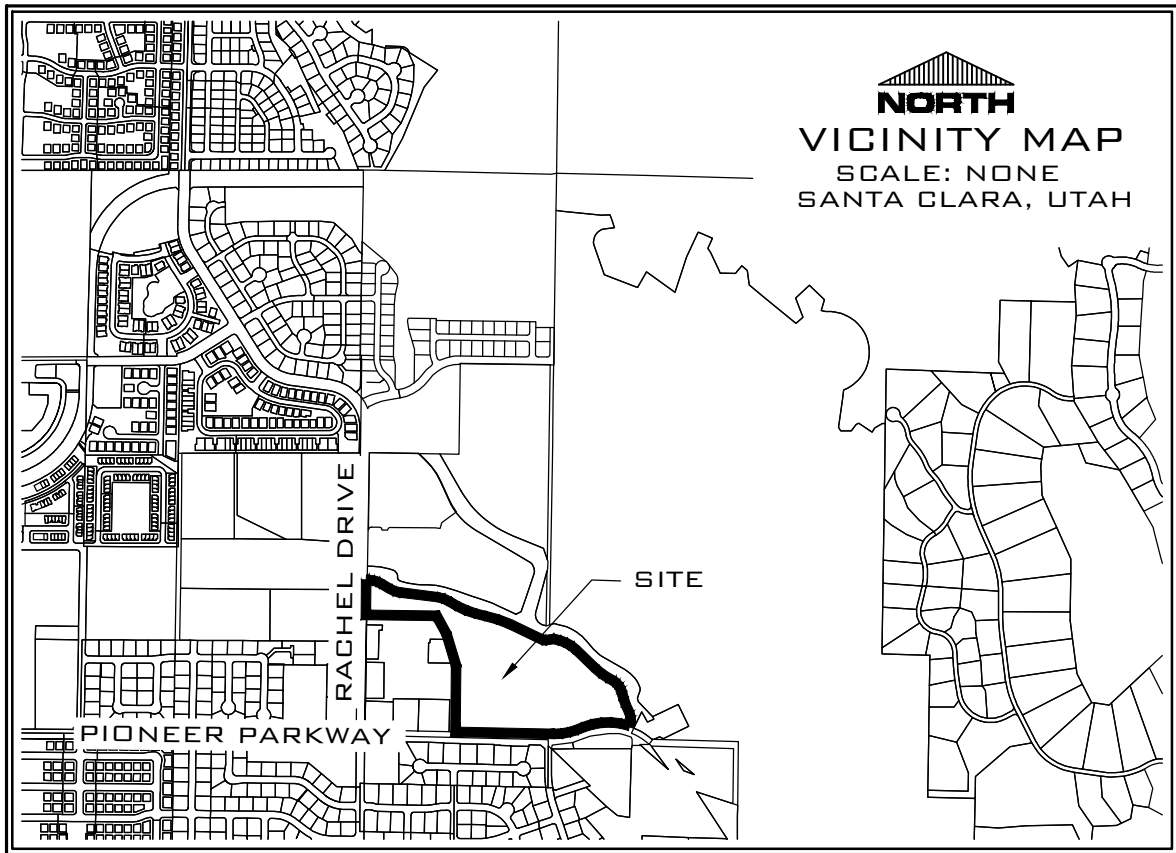 NORTH
VICINITY MAP
SCALE: NONE
SANTA CLARA, UTAH
SITE
RACHEL DRIVE
PIONEER PARKWAY